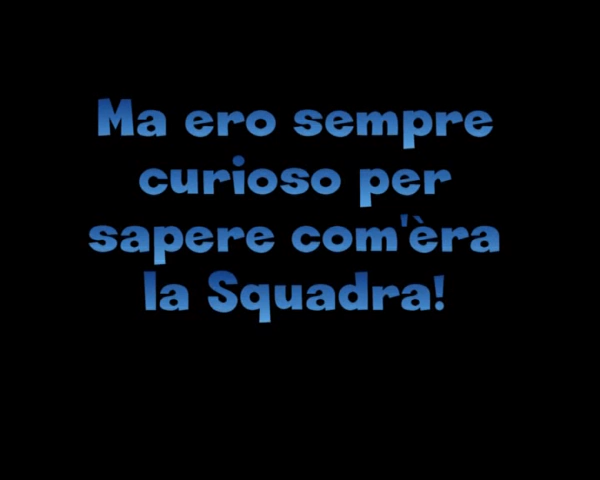 Ma ero sempre
curioso per
sapere com'èra
la Squadra!